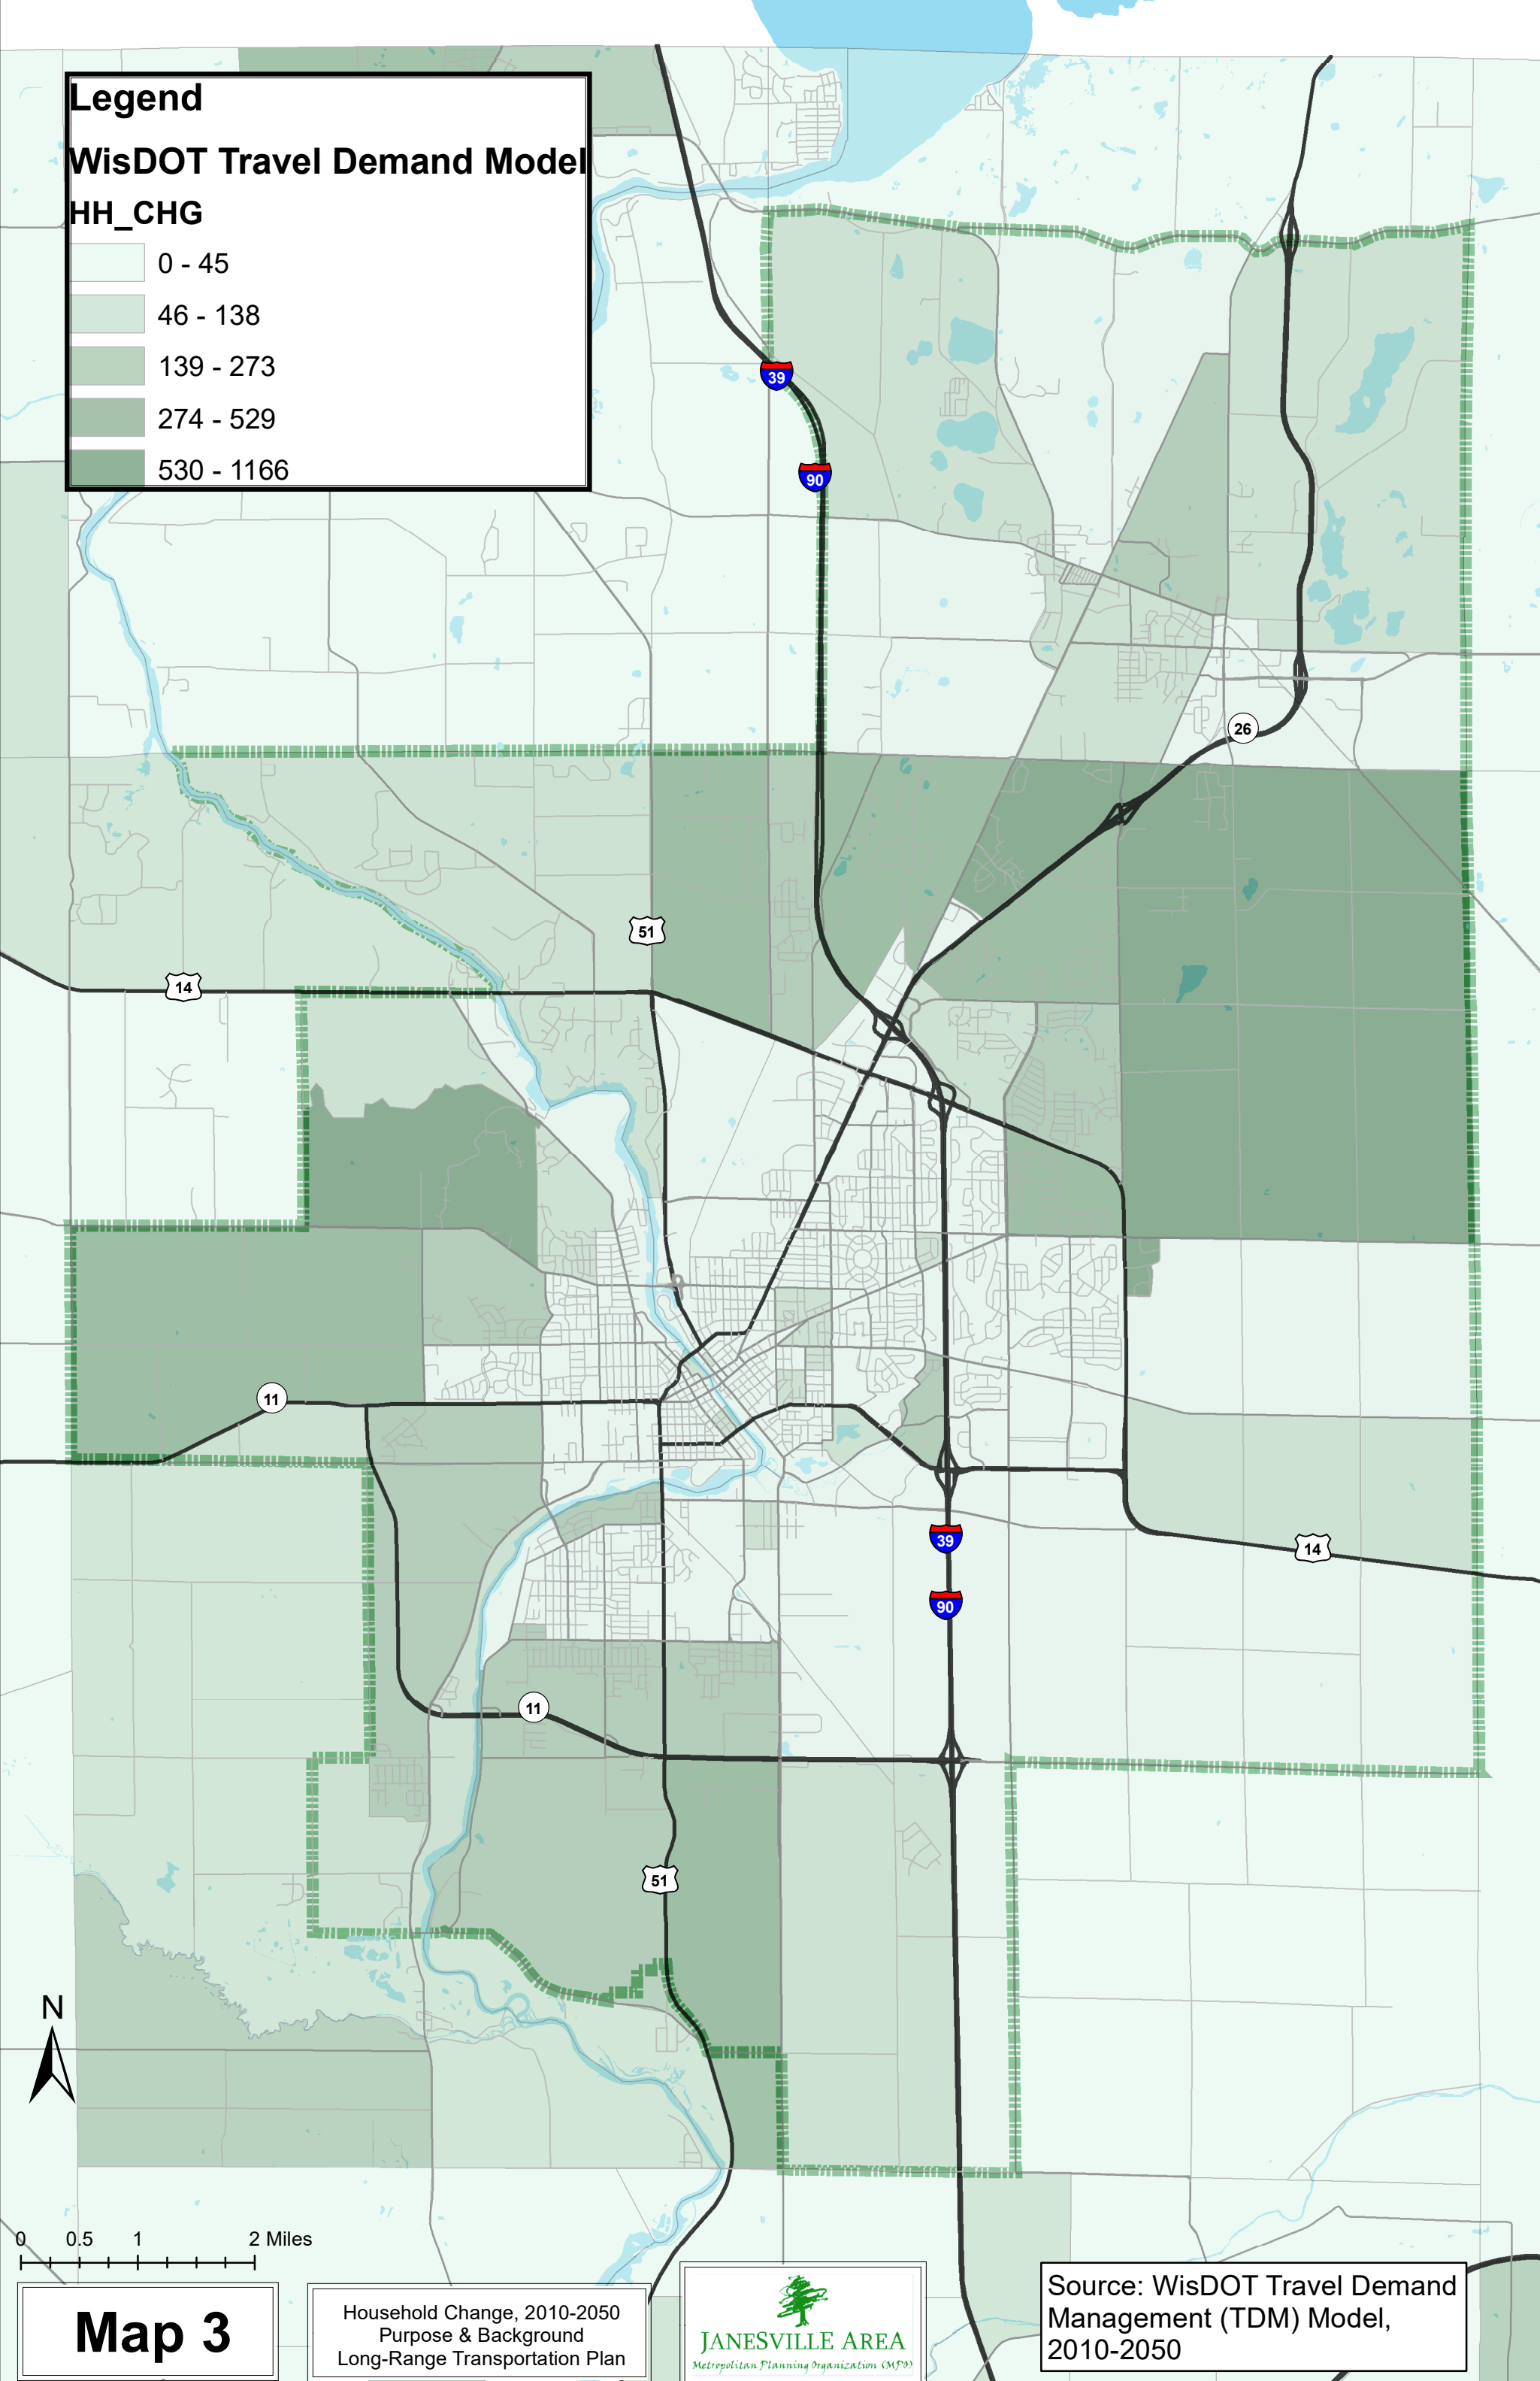 Legend
WisDOT Travel Demand Model
HH_CHG
0 - 45
46 - 138
139 - 273
274 - 529
530 - 1166
39
90
26
51
14
11
39
14
90
11
51
N
0 0.5 1 2 Miles
Map 3
Household Change, 2010-2050
Purpose & Background
Long-Range Transportation Plan
JANESVILLE AREA
Metropolitan Planning Organization (MPO)
Source: WisDOT Travel Demand
Management (TDM) Model,
2010-2050